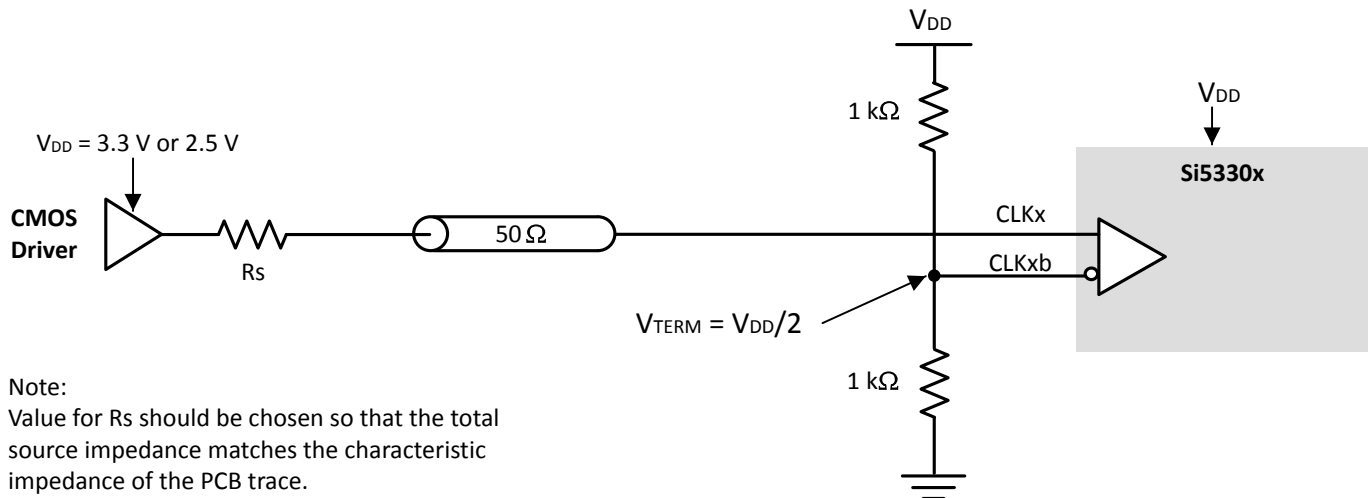 VDD
1 kΩ
VDD
VDD = 3.3 V or 2.5 V
Si5330x
CMOS
Driver
Rs
50 Ω
CLKx
CLKxb
VTERM = VDD/2
1 kΩ
Note:
Value for Rs should be chosen so that the total
source impedance matches the characteristic
impedance of the PCB trace.